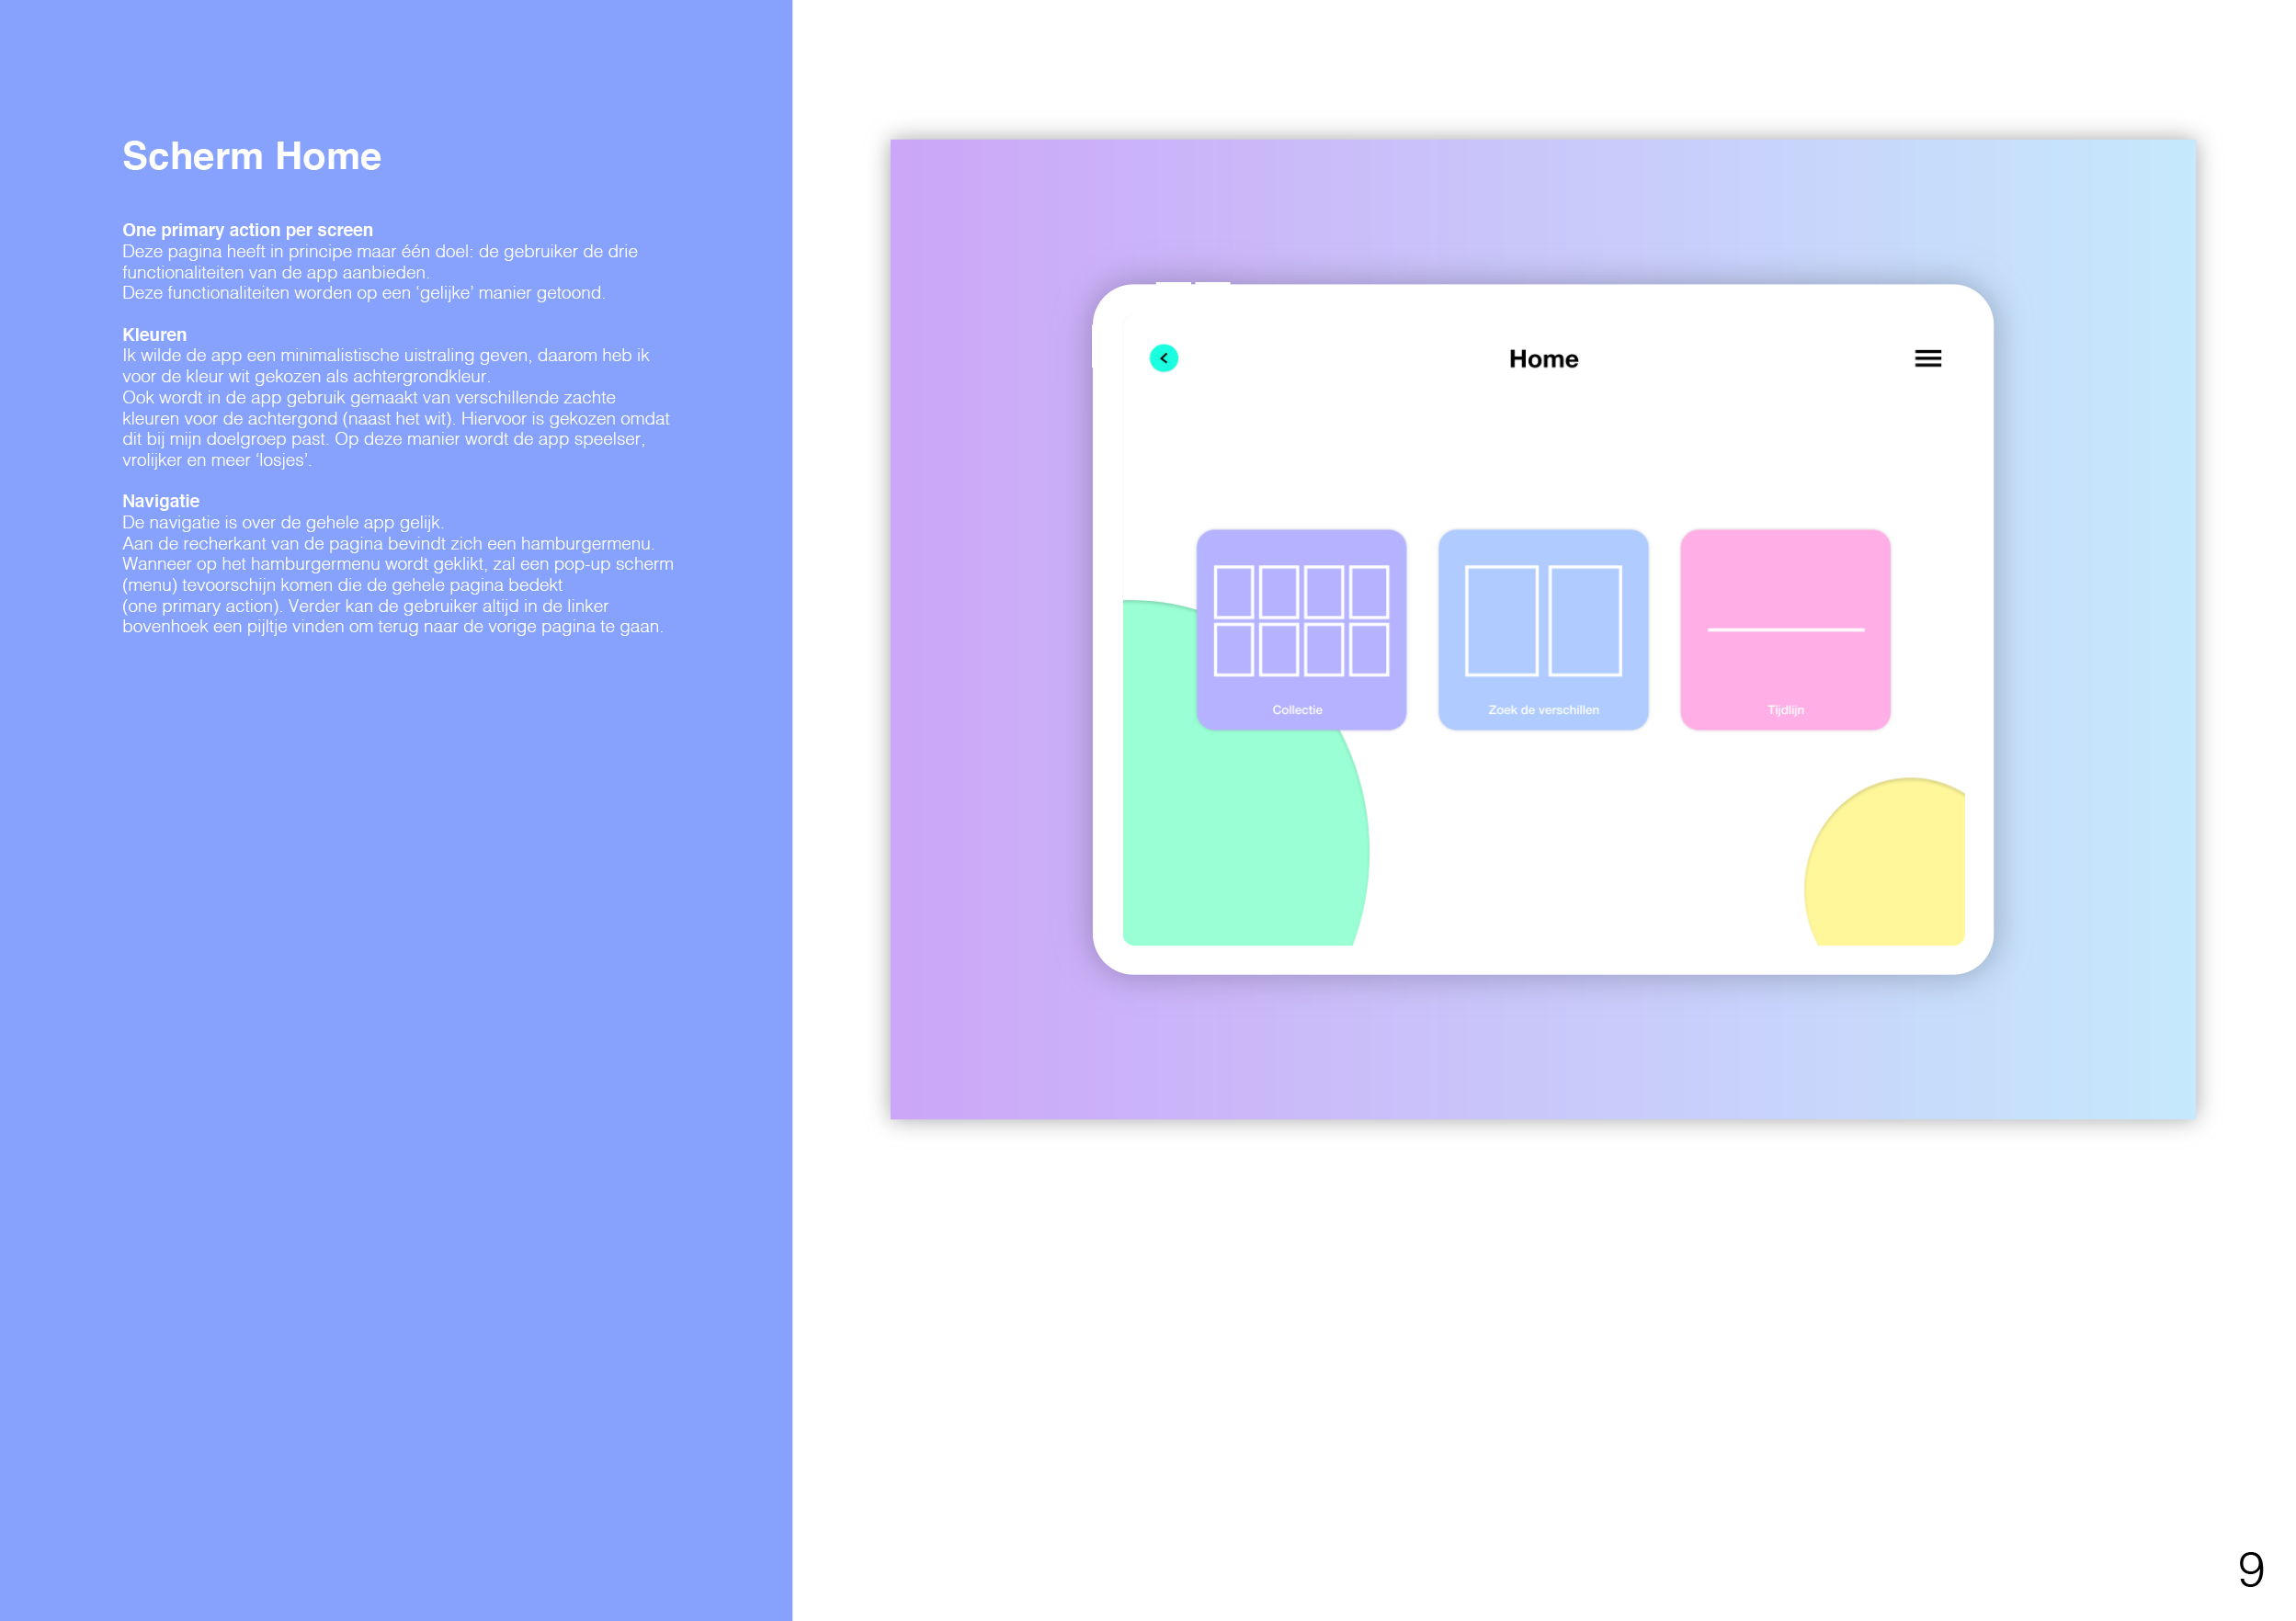 Scherm Home
One primary action per screen
Deze pagina heeft in principe maar één doel: de gebruiker de drie
functionaliteiten van de app aanbieden.
Deze functionaliteiten worden op een ‘gelijke’ manier getoond.
Kleuren
Ik wilde de app een minimalistische uistraling geven, daarom heb ik
voor de kleur wit gekozen als achtergrondkleur.
Ook wordt in de app gebruik gemaakt van verschillende zachte
kleuren voor de achtergond (naast het wit). Hiervoor is gekozen omdat
dit bij mijn doelgroep past. Op deze manier wordt de app speelser,
vrolijker en meer ‘losjes’.
Navigatie
De navigatie is over de gehele app gelijk.
Aan de recherkant van de pagina bevindt zich een hamburgermenu.
Wanneer op het hamburgermenu wordt geklikt, zal een pop-up scherm
(menu) tevoorschijn komen die de gehele pagina bedekt
(one primary action). Verder kan de gebruiker altijd in de linker
bovenhoek een pijltje vinden om terug naar de vorige pagina te gaan.
Home
Collectie
Zoek de verschillen
Tijdlijn
9